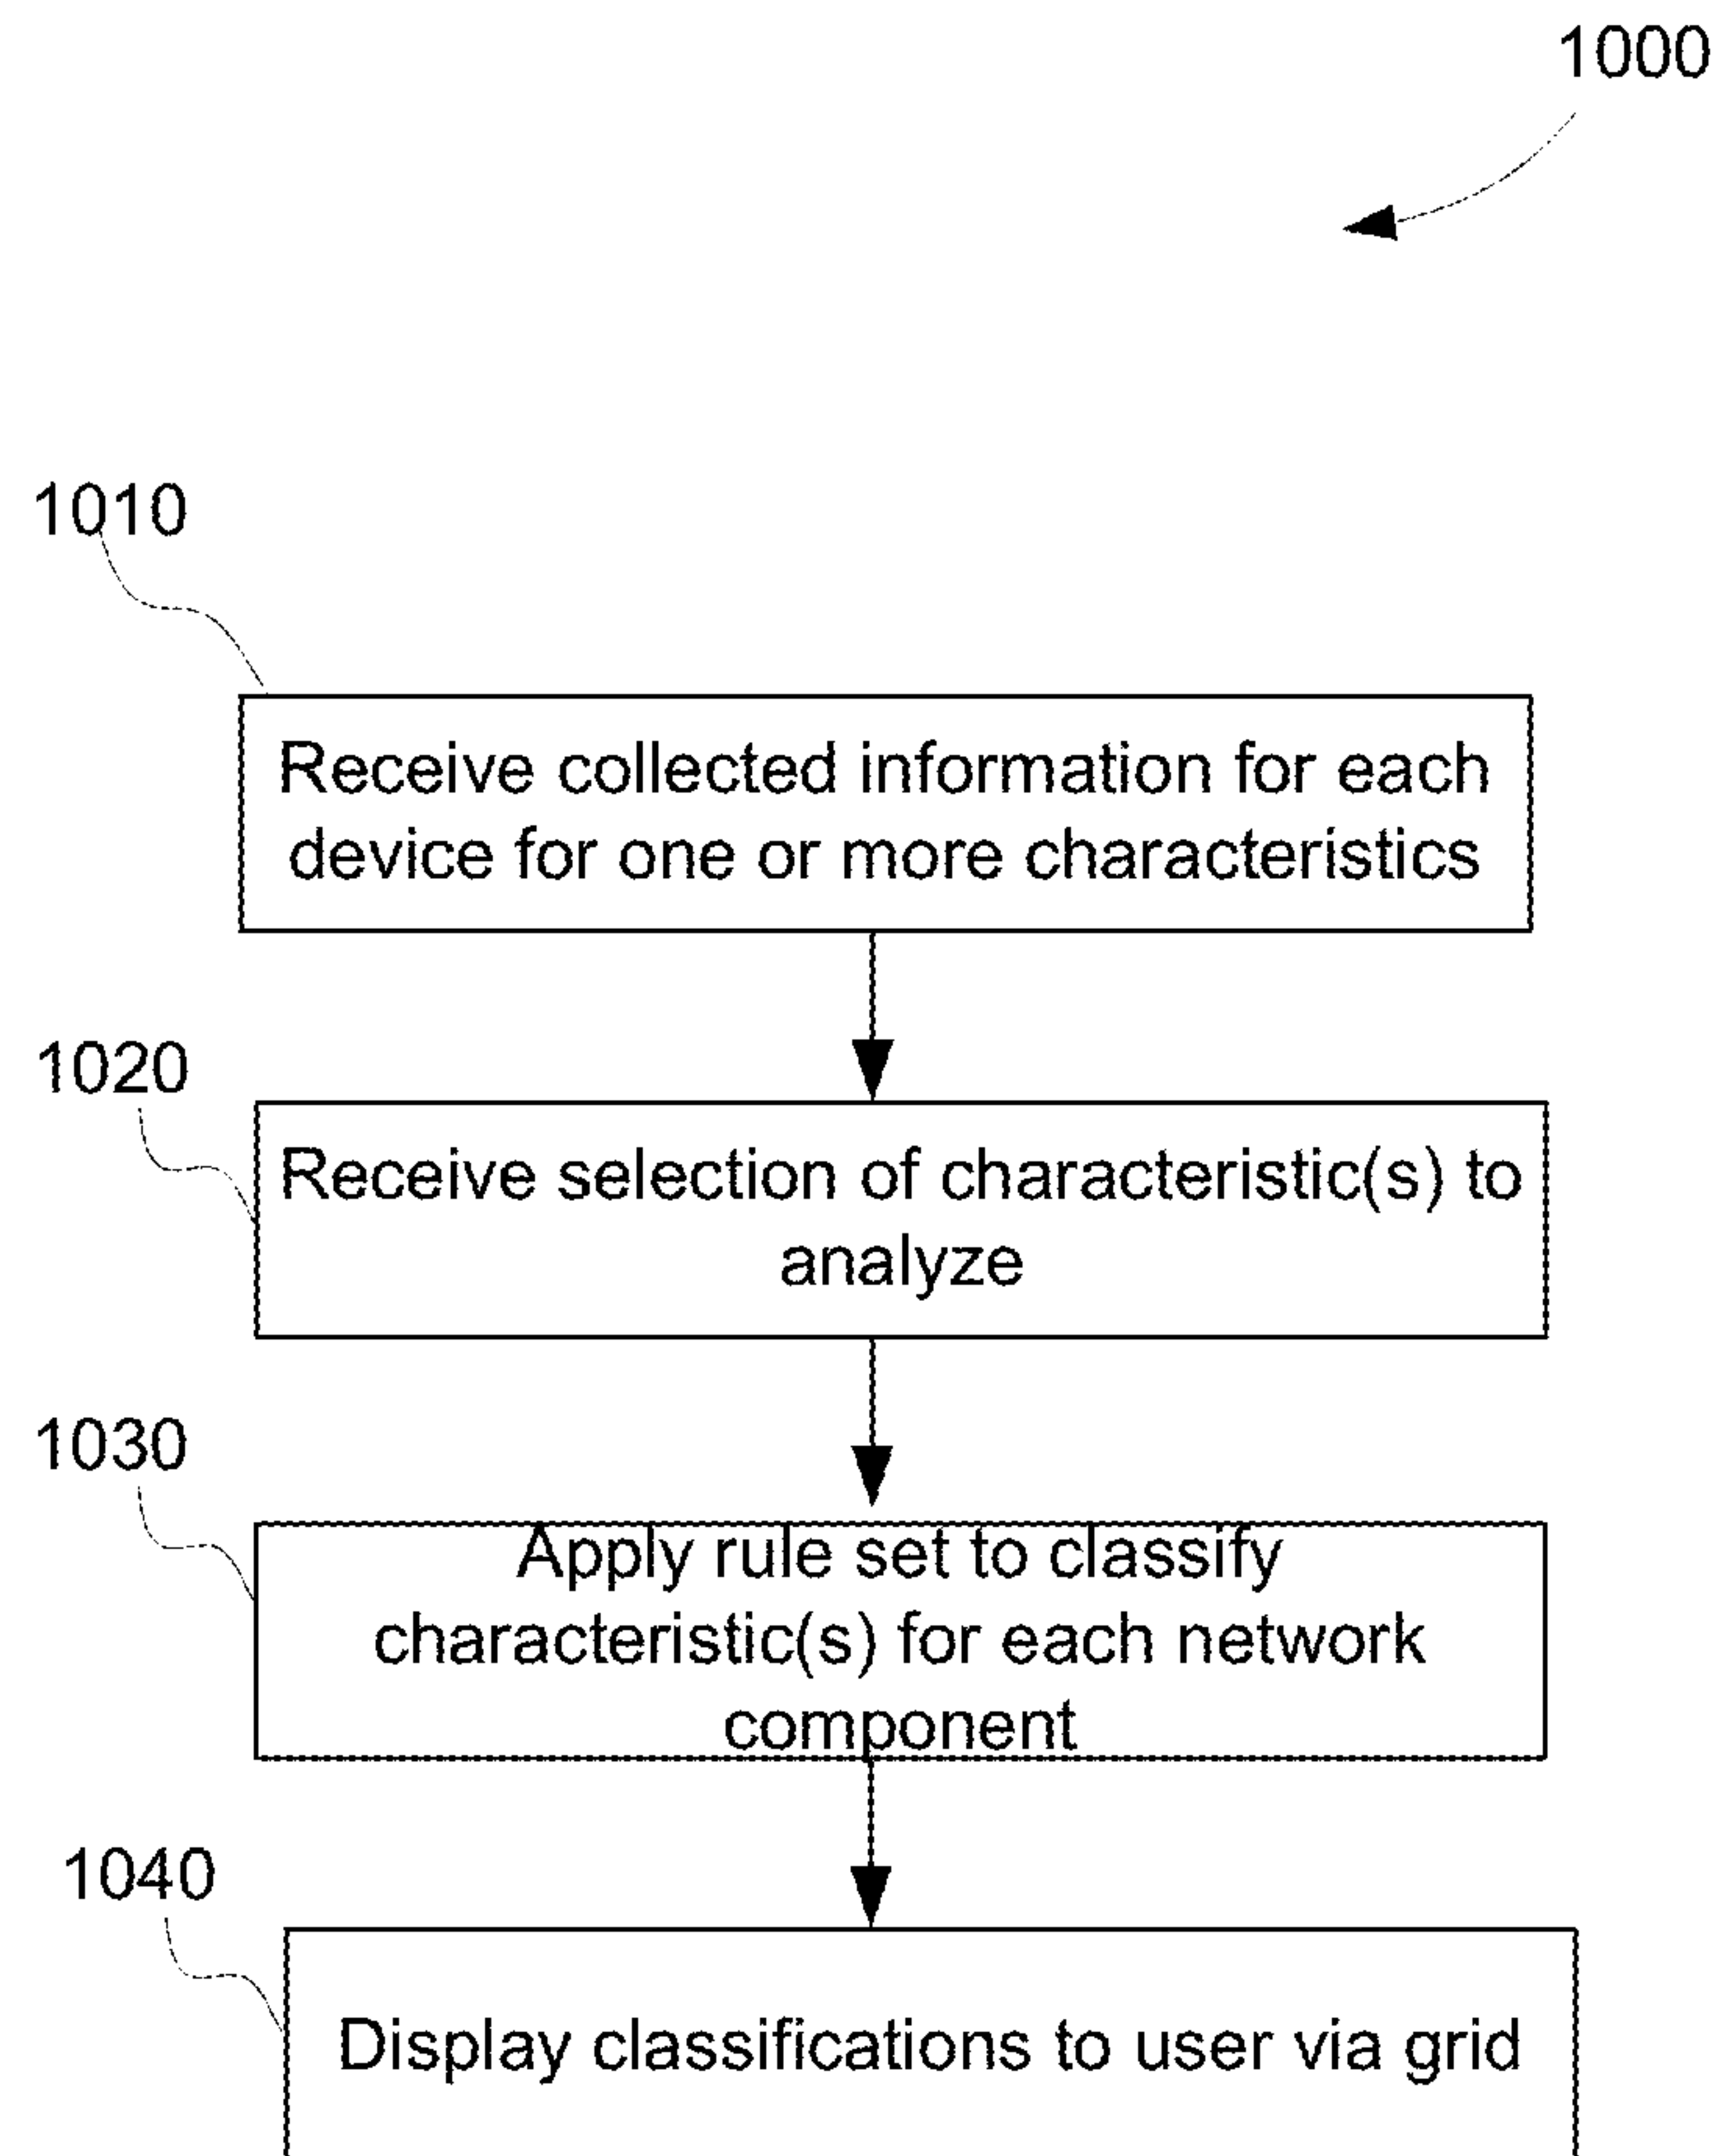 1000
1010
Receive collected information for each
device for one or more characteristics
1020
Receive selection of characteristic(s) to
analyze
1030
Apply rule set to classify
characteristic(s) for each network
component
1040
Display classifications to user via grid